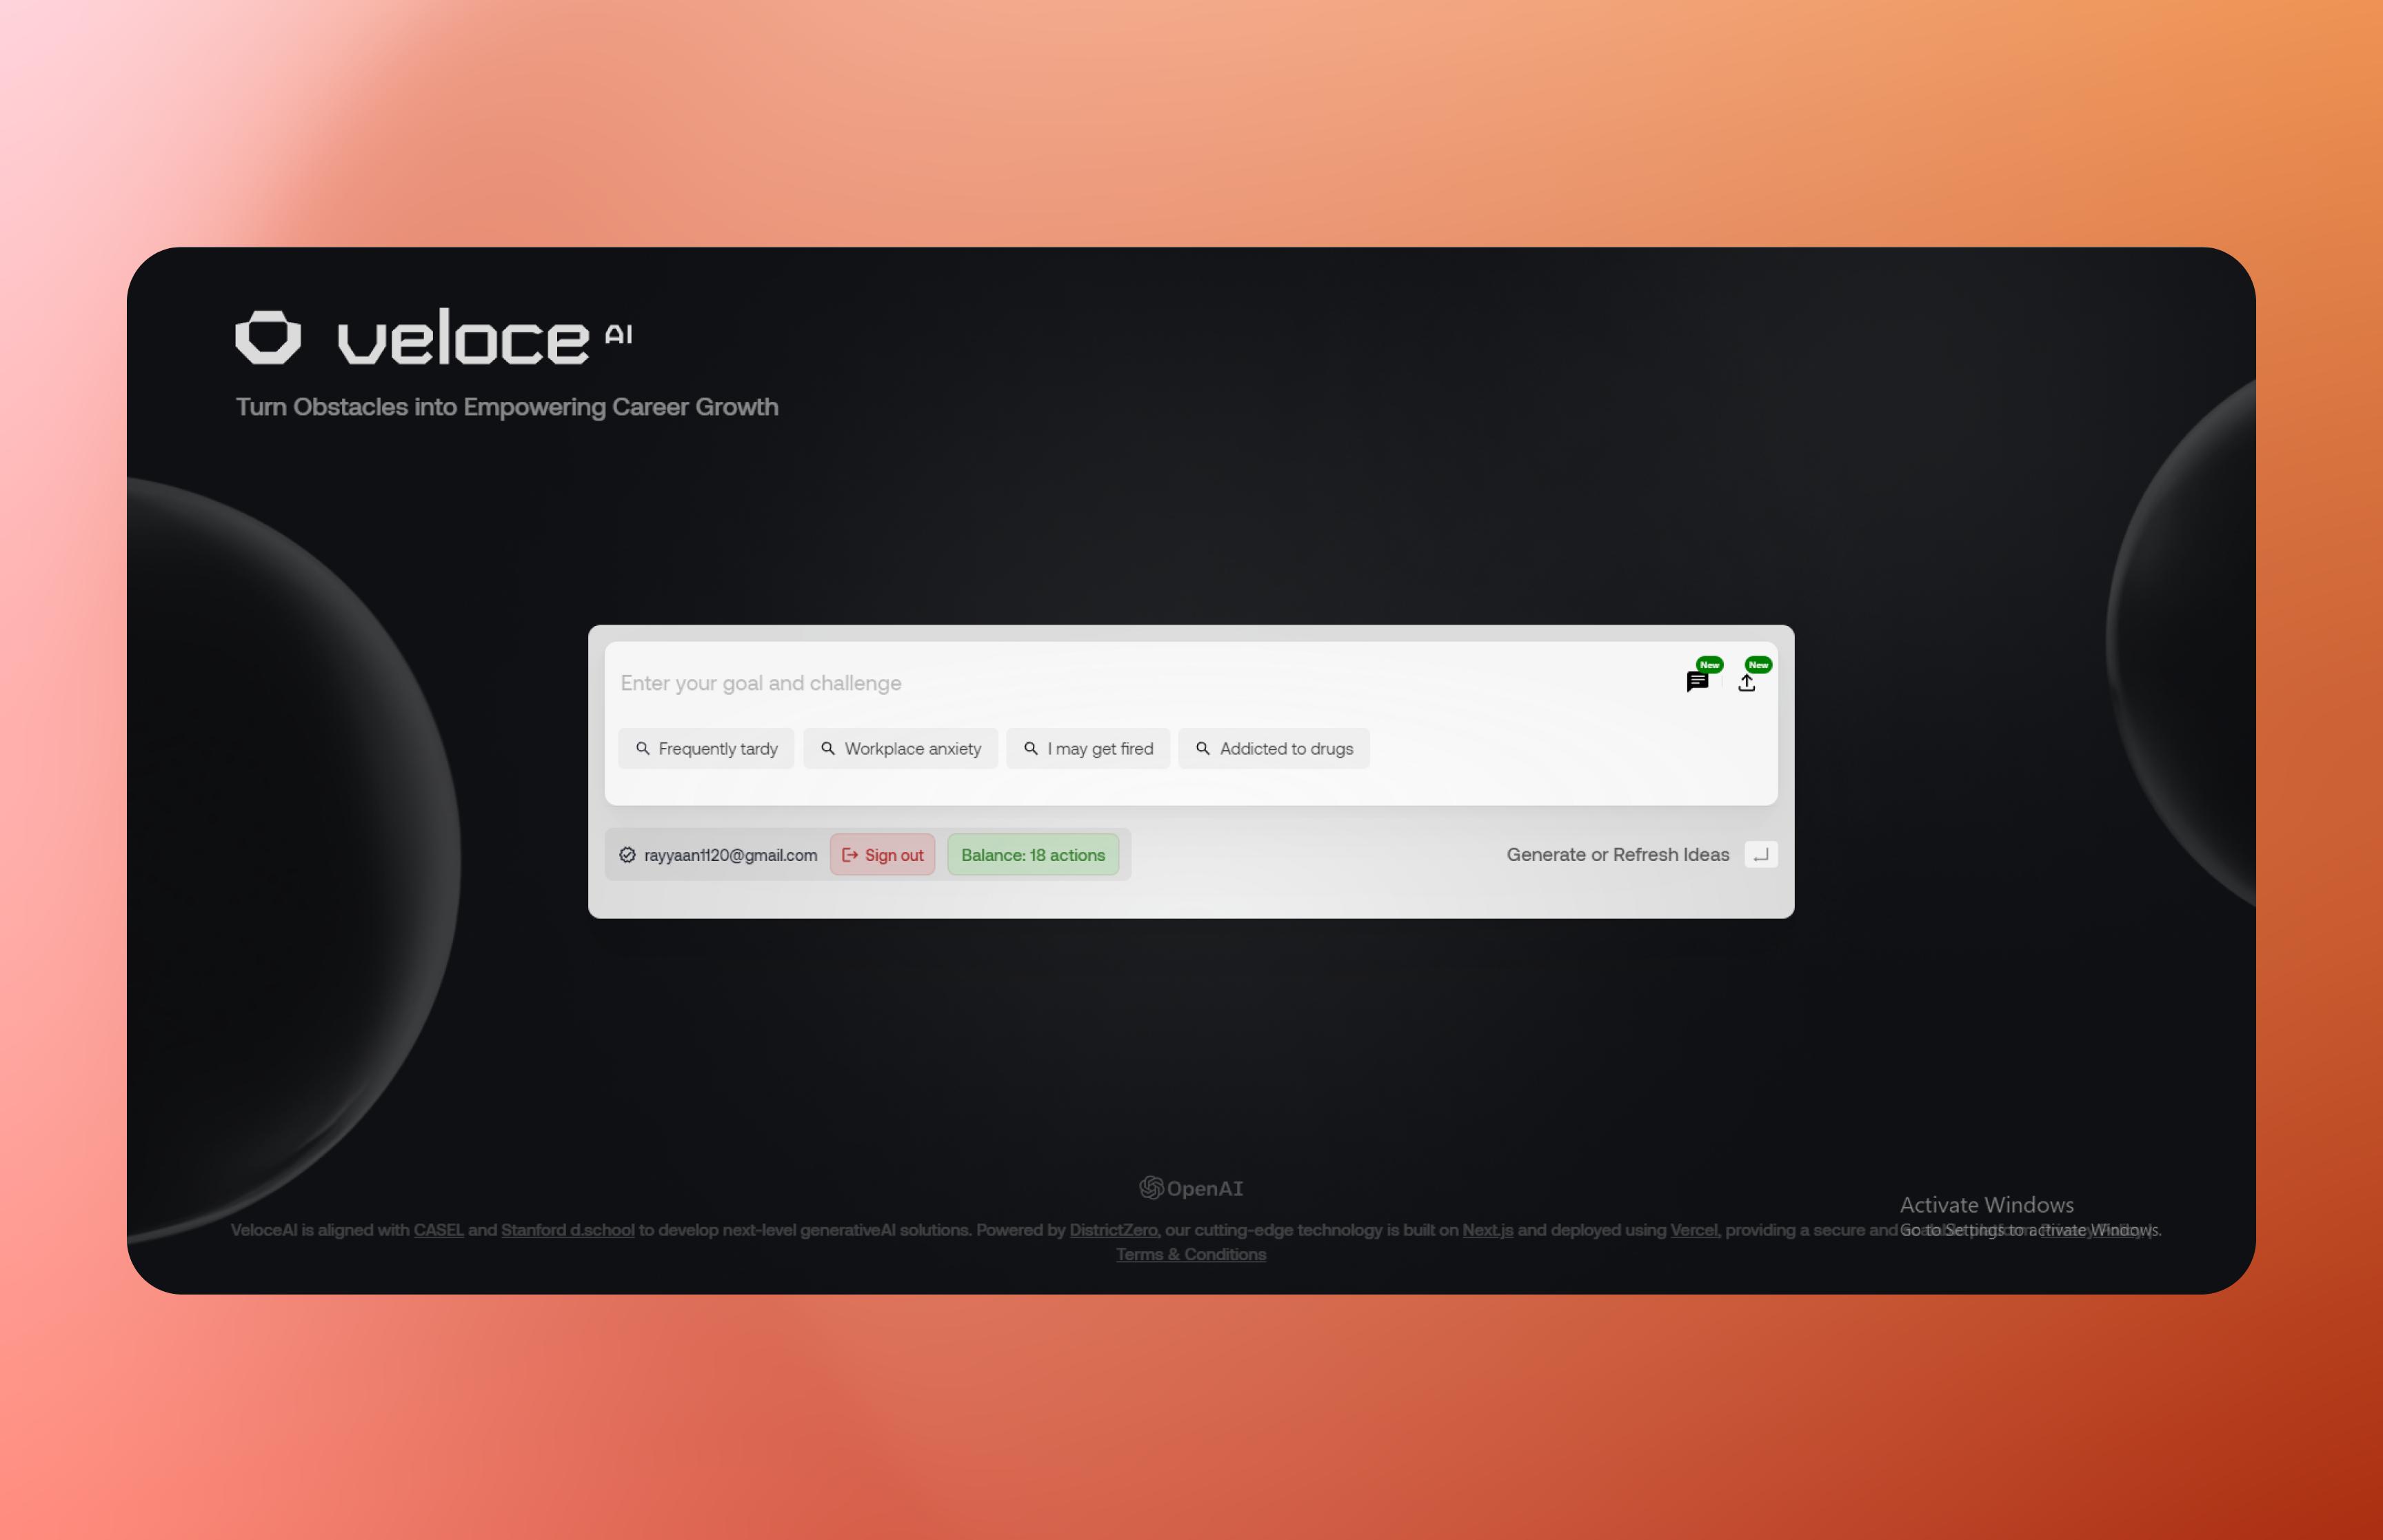 veloce AI
Turn Obstacles into Empowering Career Growth
Enter your goal and challenge
New
New
Frequently tardy
Workplace anxiety
I may get fired
Addicted to drugs
rayyaan1120@gmail.com
Sign out
Balance: 18 actions
Generate or Refresh Ideas
OpenAI
Activate Windows
VeloceAI is aligned with CASEL and Stanford d.school to develop next-level generativeAI solutions. Powered by DistrictZero, our cutting-edge technology is built on Next.js and deployed using Vercel, providing a secure and
Go to Settings to activate Windows.
Terms & Conditions